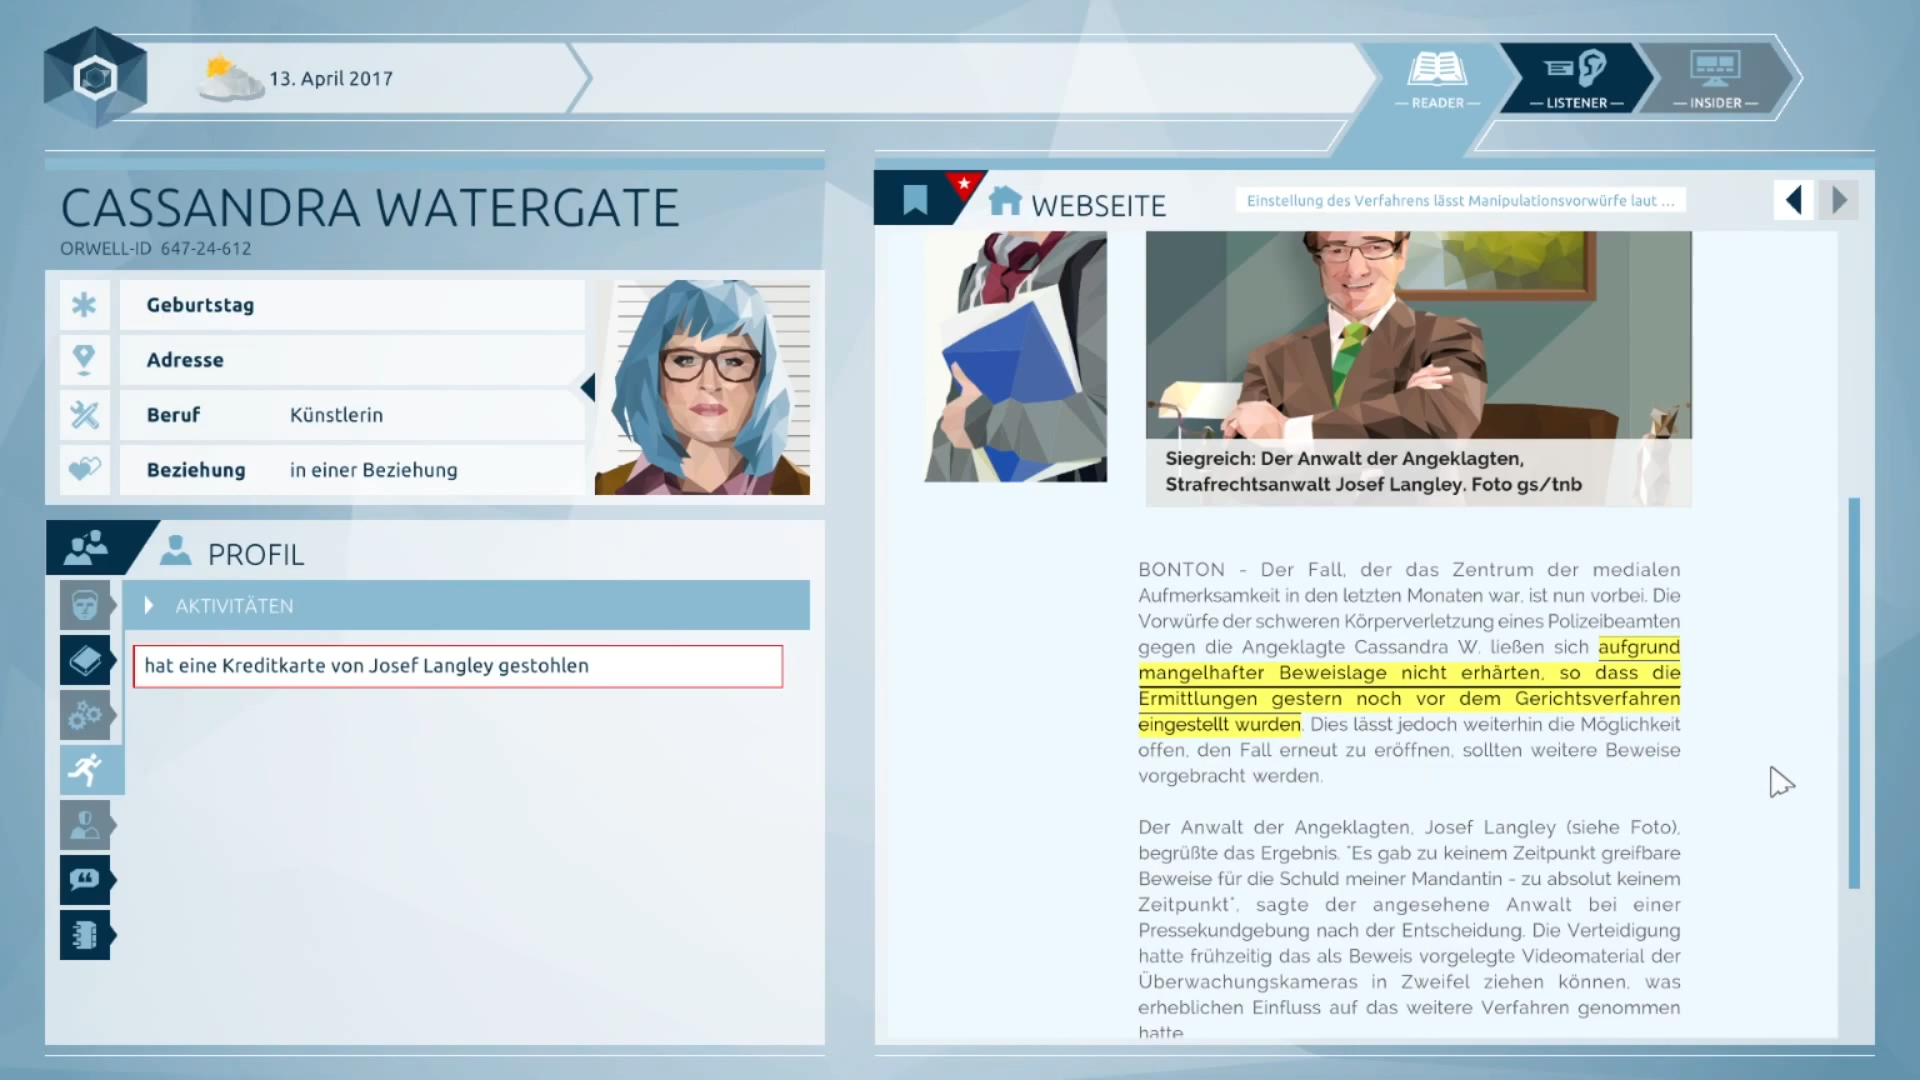 13. April 2017
— READER —
— LISTENER —
— INSIDER —
CASSANDRA WATERGATE
ORWELL-ID 647-24-612
Geburtstag
Adresse
Beruf Künstlerin
Beziehung in einer Beziehung
PROFIL
AKTIVITÄTEN
hat eine Kreditkarte von Josef Langley gestohlen
WEBSEITE
Einstellung des Verfahrens lässt Manipulationsvorwürfe laut ...
Siegreich: Der Anwalt der Angeklagten,
Strafrechtsanwalt Josef Langley. Foto gs/tnb
BONTON - Der Fall, der das Zentrum der medialen
Aufmerksamkeit in den letzten Monaten war, ist nun vorbei. Die
Vorwürfe der schweren Körperverletzung eines Polizeibeamten
gegen die Angeklagte Cassandra W. ließen sich aufgrund
mangelhafter Beweislage nicht erhärten, so dass die
Ermittlungen gestern noch vor dem Gerichtsverfahren
eingestellt wurden. Dies lässt jedoch weiterhin die Möglichkeit
offen, den Fall erneut zu eröffnen, sollten weitere Beweise
vorgebracht werden.
Der Anwalt der Angeklagten, Josef Langley (siehe Foto),
begrüßte das Ergebnis. "Es gab zu keinem Zeitpunkt greifbare
Beweise für die Schuld meiner Mandantin - zu absolut keinem
Zeitpunkt", sagte der angesehene Anwalt bei einer
Pressekundgebung nach der Entscheidung. Die Verteidigung
hatte frühzeitig das als Beweis vorgelegte Videomaterial der
Überwachungskameras in Zweifel ziehen können, was
erheblichen Einfluss auf das weitere Verfahren genommen
hatte